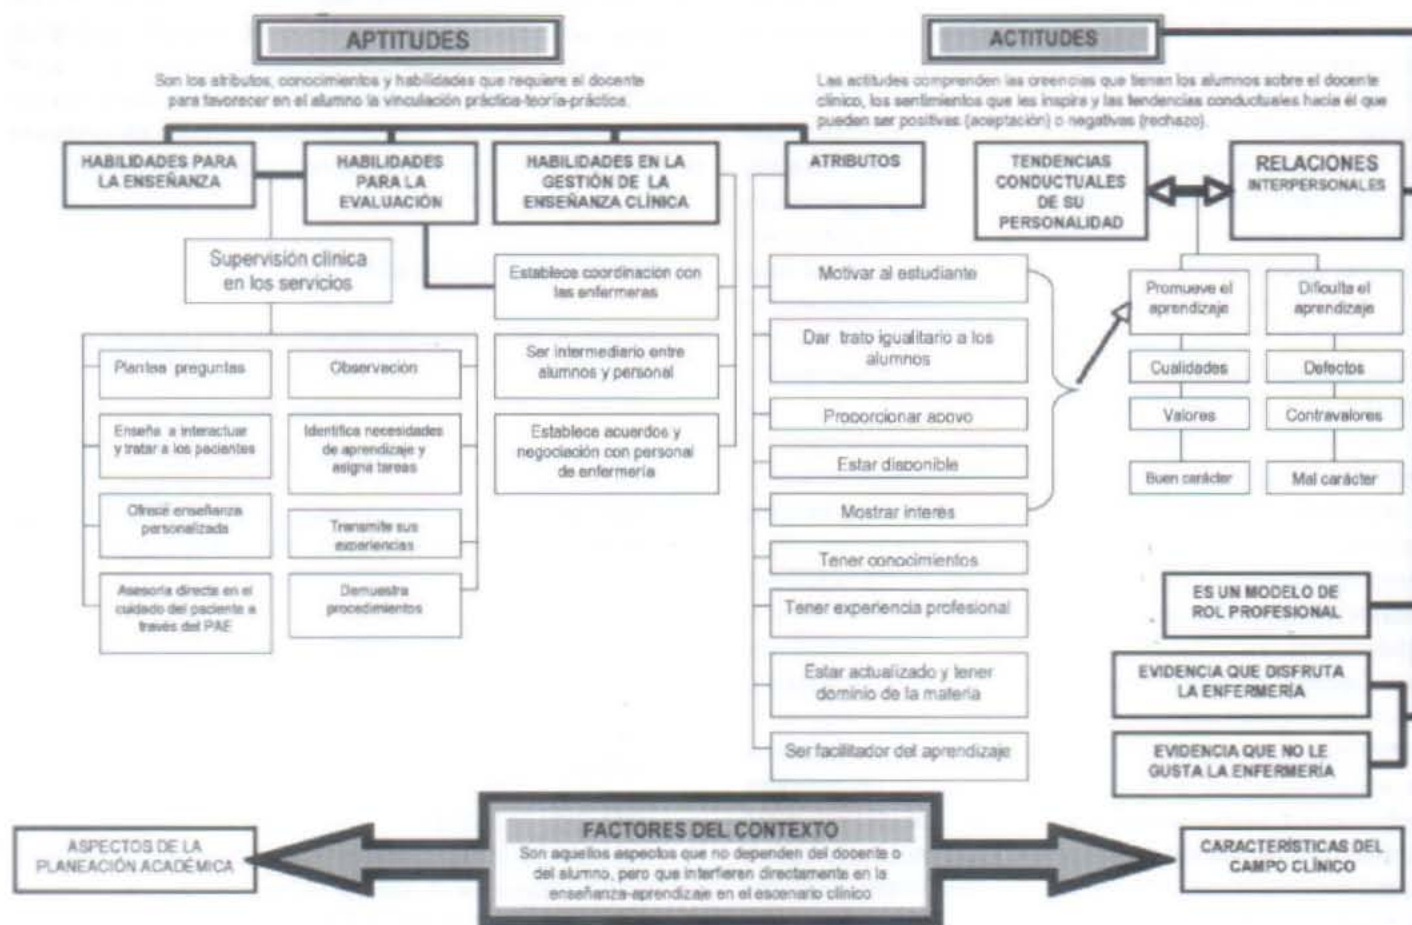 APTITUDES
Son los atributos, conocimientos y habilidades que requiere el docente
para favorecer en el alumno la vinculación práctica-teoría-práctica.
ACTITUDES
Las actitudes comprenden las creencias que tienen los alumnos sobre el docente
clínico, los sentimientos que les inspira y las tendencias conductuales hacia él que
pueden ser positivas (aceptación) o negativas (rechazo).
HABILIDADES PARA
LA ENSEÑANZA
HABILIDADES
PARA LA
EVALUACIÓN
HABILIDADES EN LA
GESTIÓN DE LA
ENSEÑANZA CLÍNICA
ATRIBUTOS
TENDENCIAS
CONDUCTUALES
DE SU
PERSONALIDAD
RELACIONES
INTERPERSONALES
Supervisión clínica
en los servicios
Plantea preguntas
Enseña a interactuar
y tratar a los pacientes
Ofrece enseñanza
personalizada
Asesoría directa en el
cuidado del paciente a
través del PAE
Observación
Identifica necesidades
de aprendizaje y
asigna tareas
Transmite sus
experiencias
Demuestra
procedimientos
Establece coordinación con
las enfermeras
Ser intermediario entre
alumnos y personal
Establece acuerdos y
negociación con personal
de enfermería
Motivar al estudiante
Dar trato igualitario a los
alumnos
Proporcionar apoyo
Estar disponible
Mostrar interés
Tener conocimientos
Tener experiencia profesional
Estar actualizado y tener
dominio de la materia
Ser facilitador del aprendizaje
Promueve el
aprendizaje
Cualidades
Valores
Buen carácter
Dificulta el
aprendizaje
Defectos
Contravalores
Mal carácter
ES UN MODELO DE
ROL PROFESIONAL
EVIDENCIA QUE DISFRUTA
LA ENFERMERÍA
EVIDENCIA QUE NO LE
GUSTA LA ENFERMERÍA
ASPECTOS DE LA
PLANEACIÓN ACADÉMICA
FACTORES DEL CONTEXTO
Son aquellos aspectos que no dependen del docente o
del alumno, pero que interfieren directamente en la
enseñanza-aprendizaje en el escenario clínico
CARACTERÍSTICAS DEL
CAMPO CLÍNICO